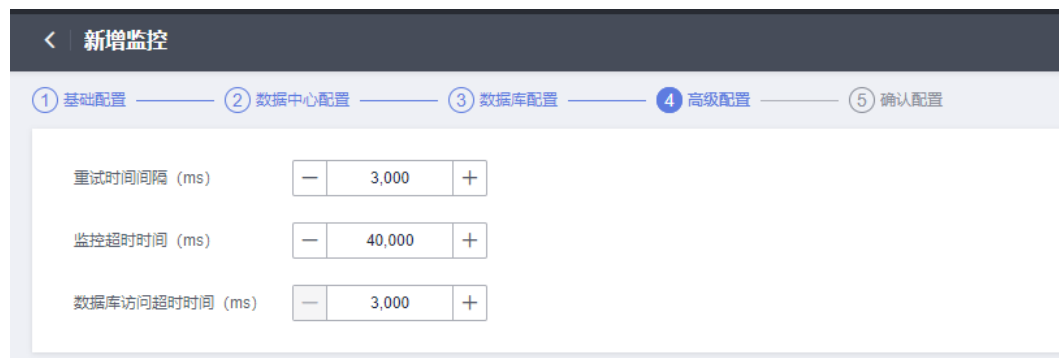 新增监控
1 基础配置 2 数据中心配置 3 数据库配置 4 高级配置 5 确认配置
重试时间间隔 (ms) 3,000
监控超时时间 (ms) 40,000
数据库访问超时时间 (ms) 3,000